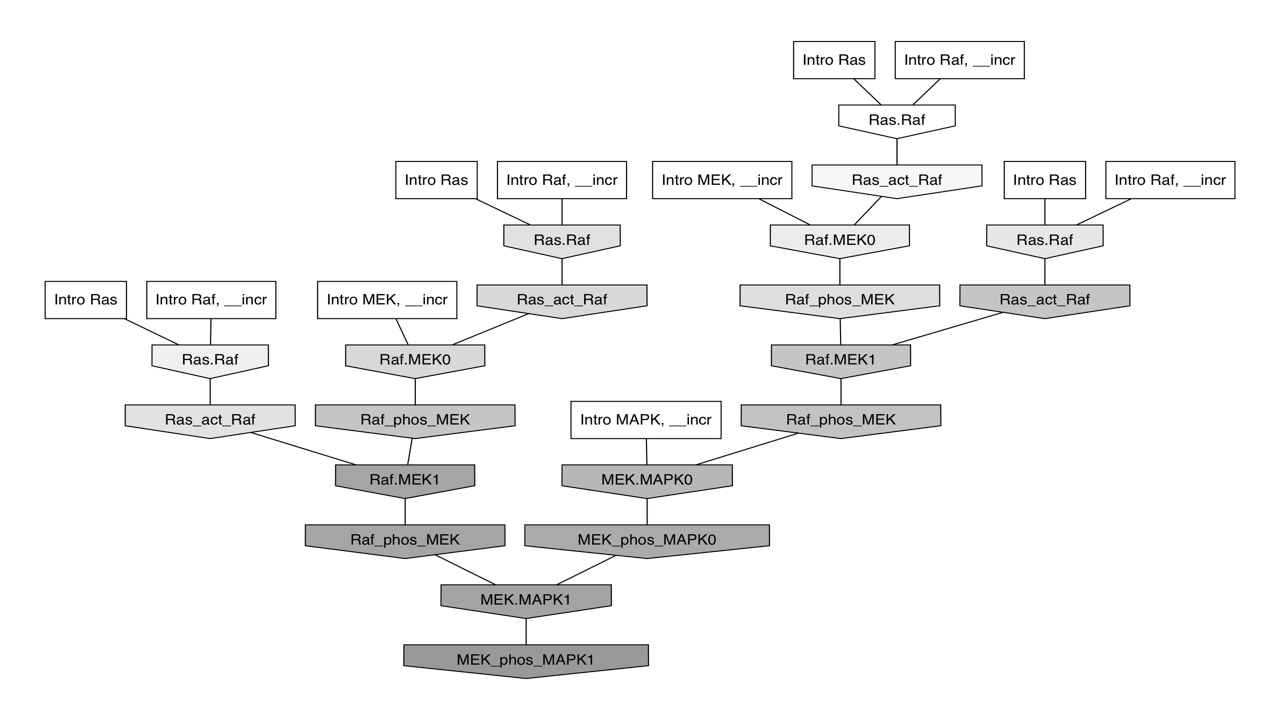 Intro Ras
Intro Raf, __incr
Ras.Raf
Intro Ras
Intro Raf, __incr
Intro MEK, __incr
Ras_act_Raf
Intro Ras
Intro Raf, __incr
Ras.Raf
Raf.MEK0
Ras.Raf
Intro Ras
Intro Raf, __incr
Intro MEK, __incr
Ras_act_Raf
Raf_phos_MEK
Ras_act_Raf
Ras.Raf
Raf.MEK0
Raf.MEK1
Ras_act_Raf
Raf_phos_MEK
Intro MAPK, __incr
Raf_phos_MEK
Raf.MEK1
MEK.MAPK0
Raf_phos_MEK
MEK_phos_MAPK0
MEK.MAPK1
MEK_phos_MAPK1